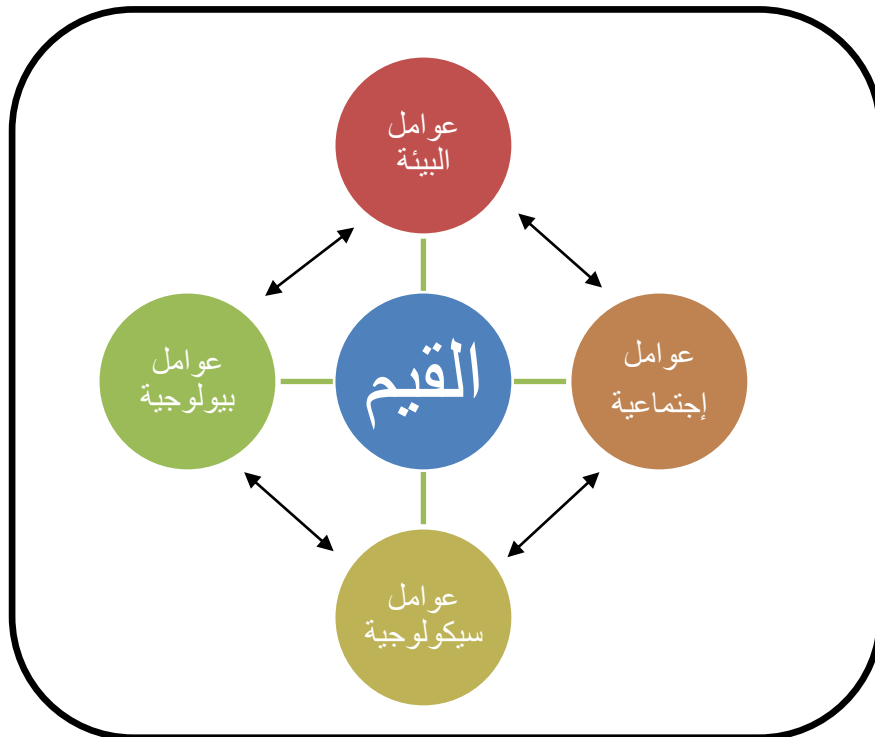 عوامل
البيئة
عوامل
إجتماعية
القيم
عوامل
بيولوجية
عوامل
سيكولوجية